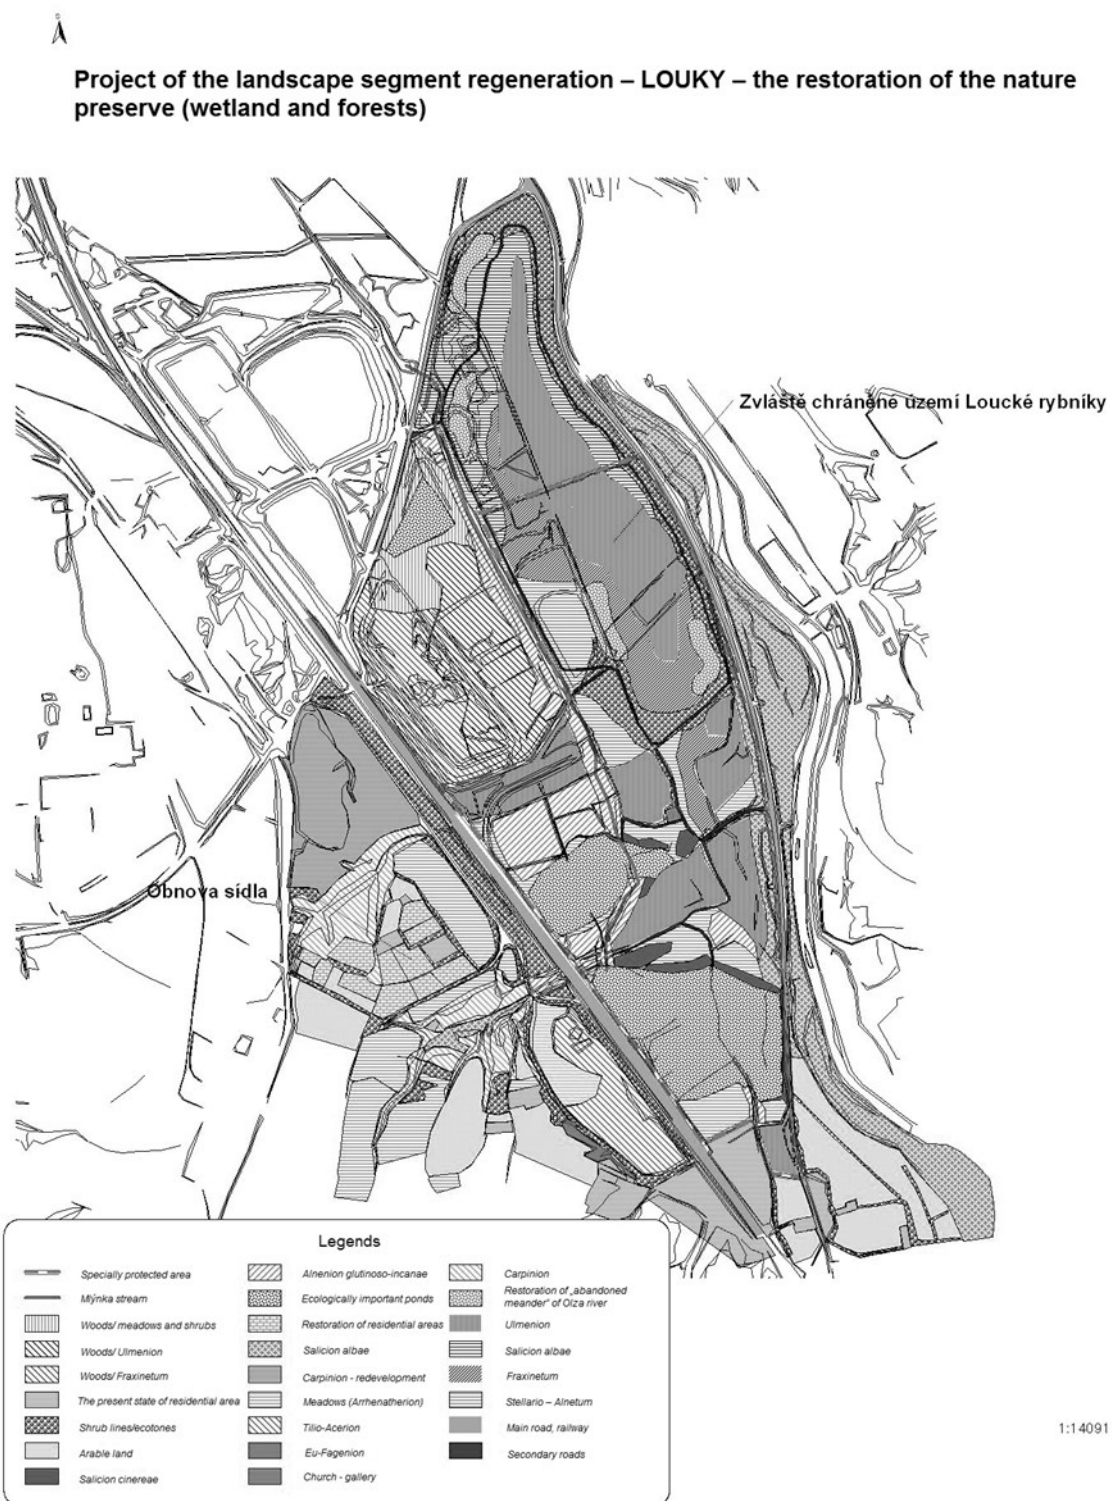 Project of the landscape segment regeneration – LOUKY – the restoration of the nature
preserve (wetland and forests)
Zvláště chráněné území Loucké rybníky
Obnova sídla
Legends
Specially protected area
Mlýnka stream
Woods/ meadows and shrubs
Woods/ Ulmenion
Woods/ Fraxinetum
The present state of residential area
Shrub lines/ecotones
Arable land
Salicion cinereae
Alnenion glutinoso-incanae
Ecologically important ponds
Restoration of residential areas
Salicion albae
Carpinion - redevelopment
Meadows (Arrhenatherion)
Tilio-Acerion
Eu-Fagenion
Church - gallery
Carpinion
Restoration of „abandoned
meander“ of Olza river
Ulmenion
Salicion albae
Fraxinetum
Stellario – Alnetum
Main road, railway
Secondary roads
1:14091